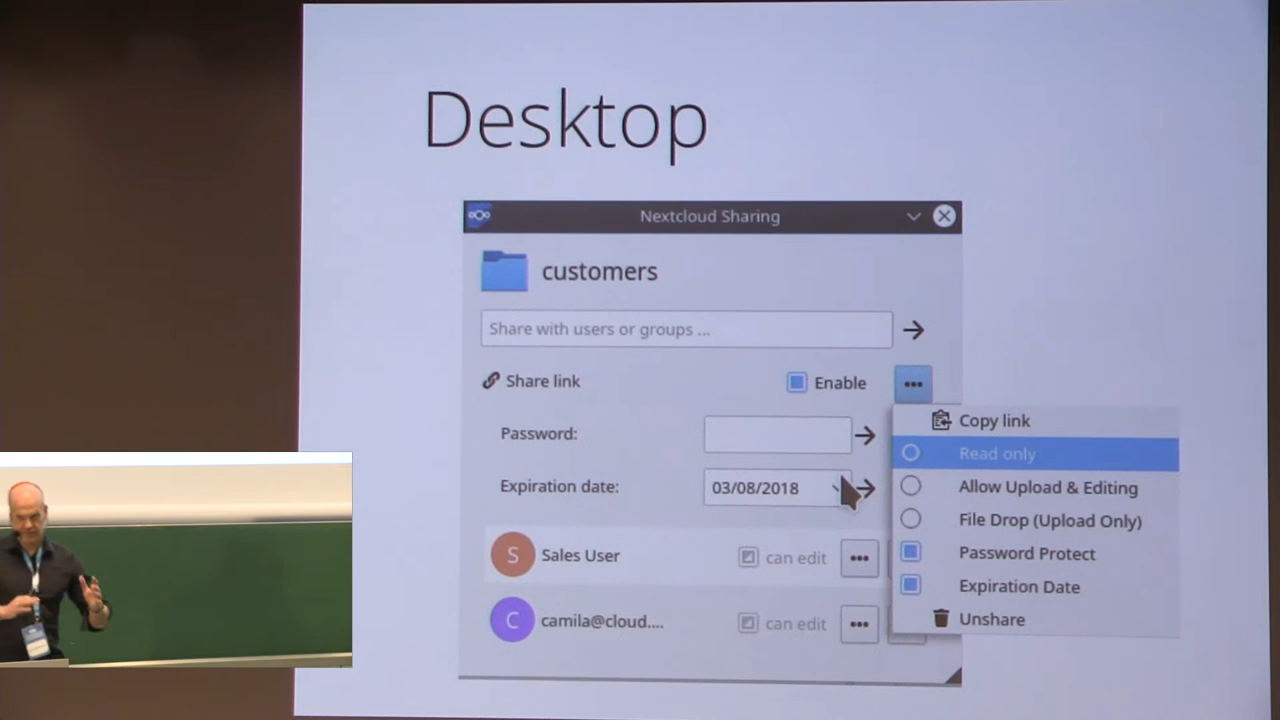 Desktop
Nextcloud Sharing
customers
Share with users or groups ...
Share link
Enable
•••
Copy link
Password:
Read only
Expiration date:
03/08/2018
Allow Upload & Editing
File Drop (Upload Only)
S
Sales User
can edit
•••
Password Protect
Expiration Date
C
camila@cloud....
can edit
•••
Unshare